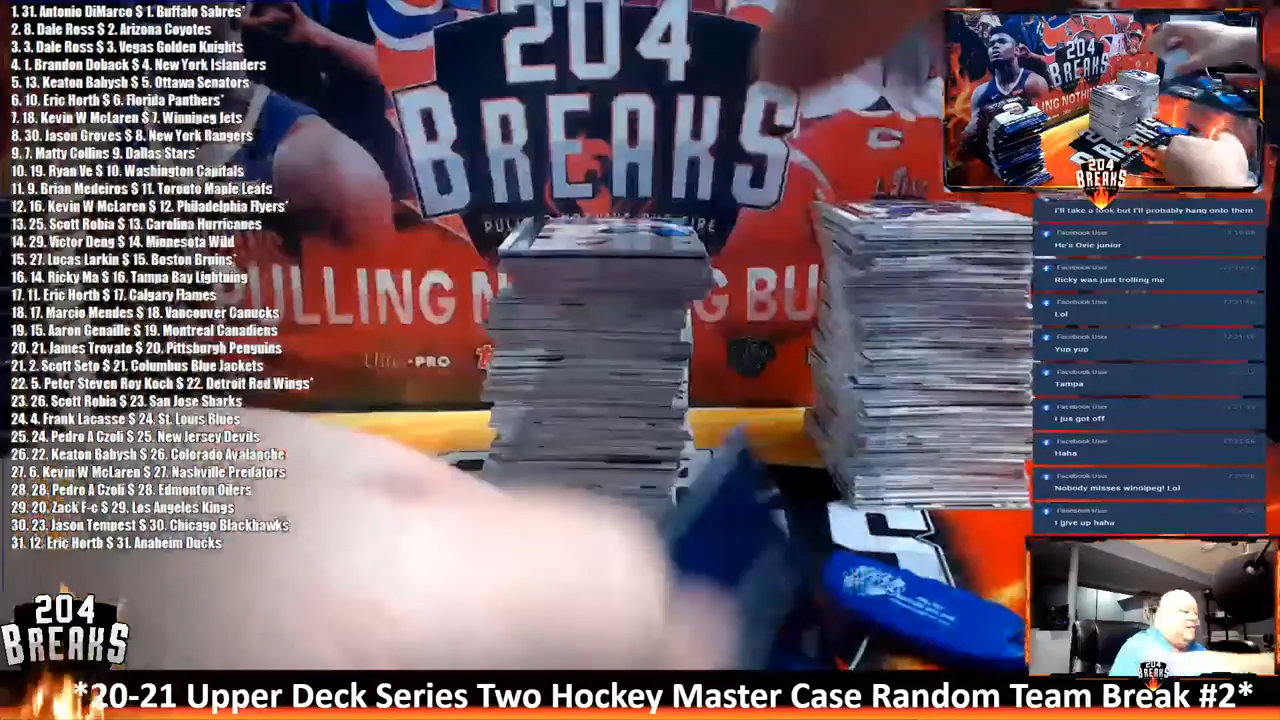 1. 31. Antonio DiMarco $ 1. Buffalo Sabres*
2. 8. Dale Ross $ 2. Arizona Coyotes
3. 3. Dale Ross $ 3. Vegas Golden Knights
4. 1. Brandon Doback $ 4. New York Islanders
5. 13. Keaton Babysh $ 5. Ottawa Senators
6. 10. Eric Horth $ 6. Florida Panthers*
7. 18. Kevin W McLaren $ 7. Winnipeg Jets
8. 30. Jason Groves $ 8. New York Rangers
9. 7. Matty Collins 9. Dallas Stars*
10. 19. Ryan Ve $ 10. Washington Capitals
11. 9. Brian Medeiros $ 11. Toronto Maple Leafs
12. 16. Kevin W McLaren $ 12. Philadelphia Flyers*
13. 25. Scott Robia $ 13. Carolina Hurricanes
14. 29. Victor Deng $ 14. Minnesota Wild
15. 27. Lucas Larkin $ 15. Boston Bruins*
16. 14. Ricky Ma $ 16. Tampa Bay Lightning
17. 11. Eric Horth $ 17. Calgary Flames
18. 17. Marcio Mendes $ 18. Vancouver Canucks
19. 15. Aaron Genaille $ 19. Montreal Canadiens
20. 21. James Trovato $ 20. Pittsburgh Penguins
21. 2. Scott Seto $ 21. Columbus Blue Jackets
22. 5. Peter Steven Roy Koch $ 22. Detroit Red Wings*
23. 26. Scott Robia $ 23. San Jose Sharks
24. 4. Frank Lacasse $ 24. St. Louis Blues
25. 24. Pedro A Czoli $ 25. New Jersey Devils
26. 22. Keaton Babysh $ 26. Colorado Avalanche
27. 6. Kevin W McLaren $ 27. Nashville Predators
28. 28. Pedro A Czoli $ 28. Edmonton Oilers
29. 20. Zack F-c $ 29. Los Angeles Kings
30. 23. Jason Tempest $ 30. Chicago Blackhawks
31. 12. Eric Horth $ 31. Anaheim Ducks
204
BREAKS
204
BREAKS
PULLING NOTHING BU
-PRO
204
BREAKS
LING NOTHI
204
BREAKS
I'll take a look but I'll probably hang onto them
Facebook User
He's Ovie junior
Facebook User
Ricky was just trolling me
Facebook User
Lol
Facebook User
Yup yup
Facebook User
Tampa
Facebook User
I jus got off
Facebook User
Haha
Facebook User
Nobody misses winnipeg! Lol
Facebook User
I give up haha
204
BREAKS
*20-21 Upper Deck Series Two Hockey Master Case Random Team Break #2*